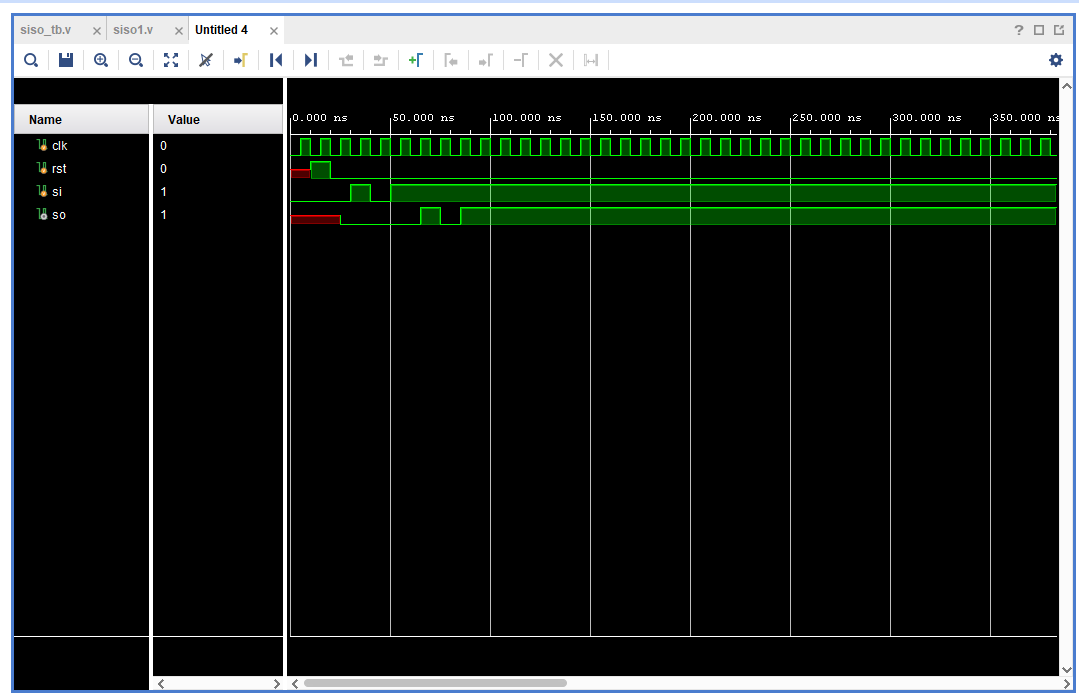 siso_tb.v × siso1.v × Untitled 4 ×
?
Name Value
0.000 ns 50.000 ns 100.000 ns 150.000 ns 200.000 ns 250.000 ns 300.000 ns 350.000 ns
clk 0
rst 0
si 1
so 1